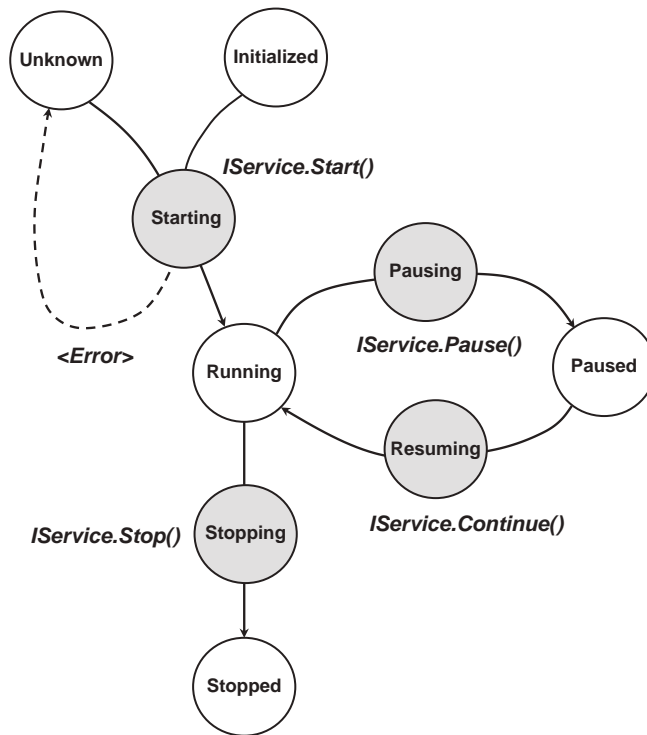 Unknown
Initialized
IService.Start()
Starting
Pausing
<Error>
IService.Pause()
Running
Paused
Resuming
IService.Continue()
IService.Stop()
Stopping
Stopped